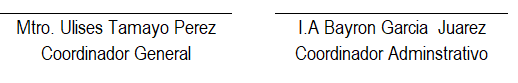 Mtro. Ulises Tamayo Perez
Coordinador General
I.A Bayron Garcia  Juarez
Coordinador Adminstrativo